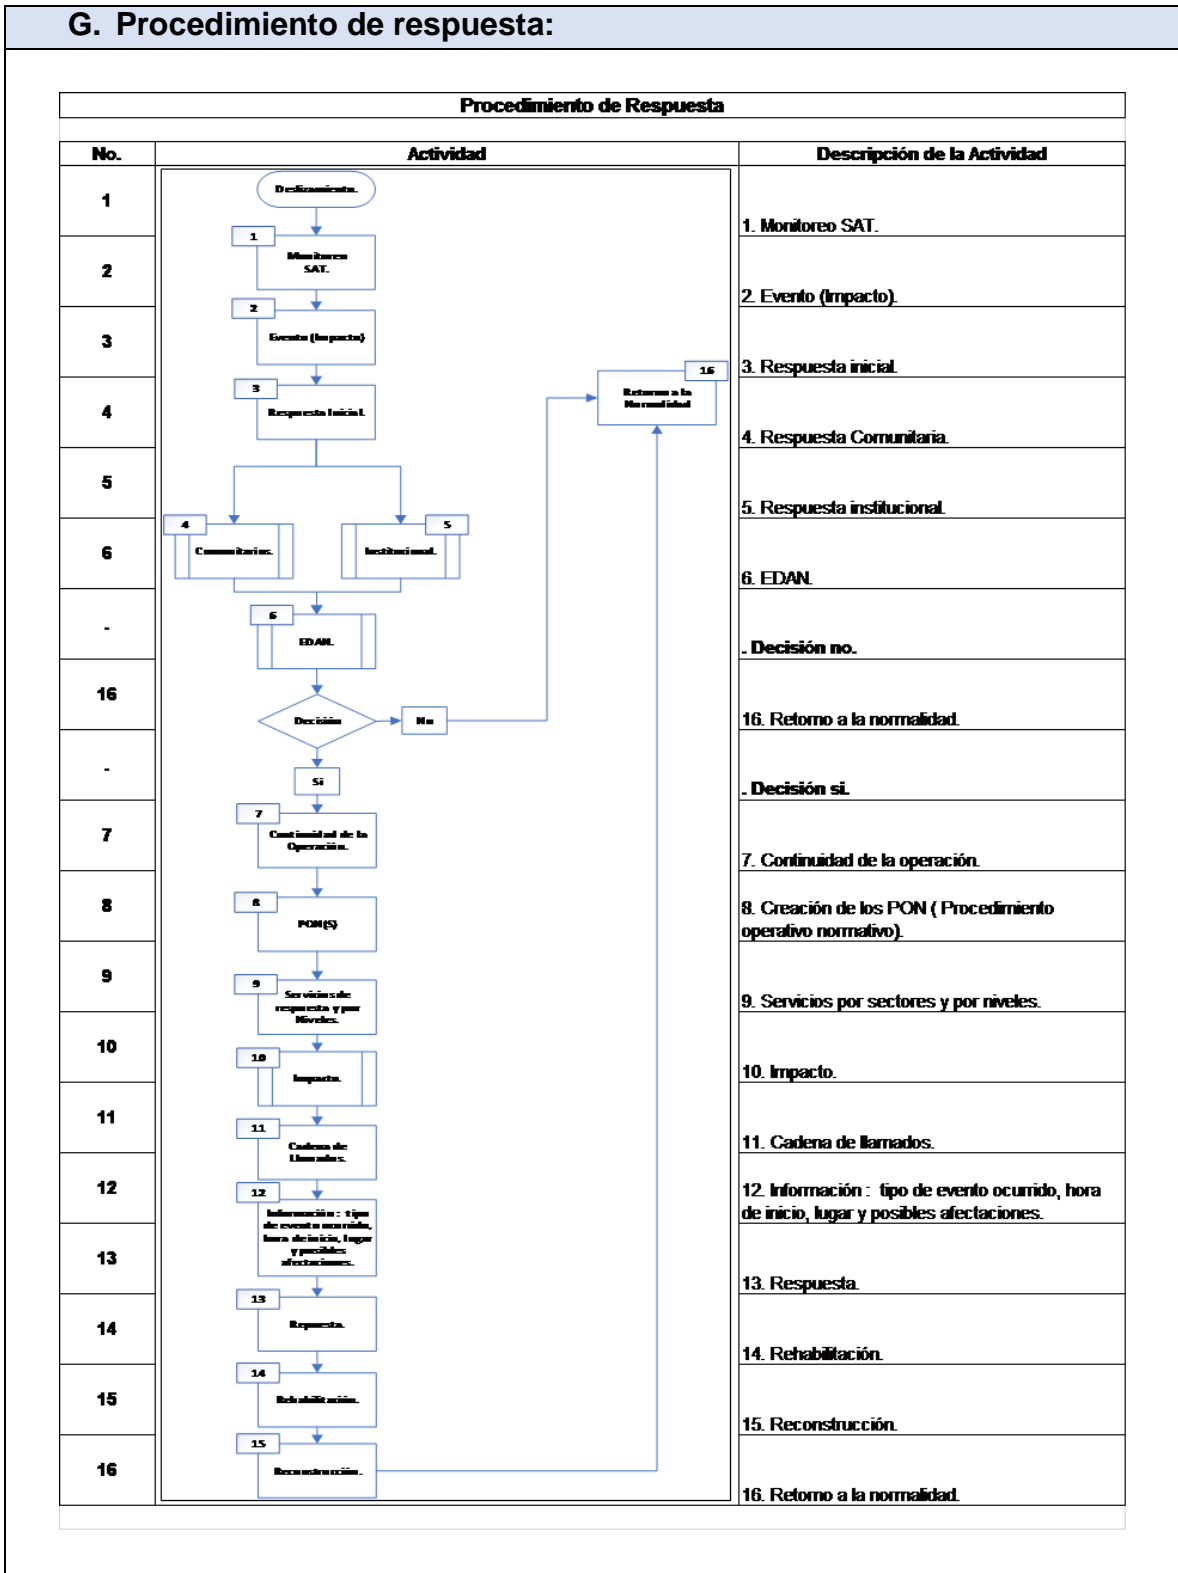 G. Procedimiento de respuesta:
Procedimiento de Respuesta
No.
Actividad
Descripción de la Actividad
1
2
3
4
5
6
-
16
-
7
8
9
10
11
12
13
14
15
16
Deslizamiento.
1
Monitoreo
SAT.
2
Evento (Impacto)
3
Respuesta Inicial.
4
Comunitarios.
5
Institucional.
6
EDAN.
Decisión
No
Si
16
Retorno a la
Normalidad
7
Continuidad de la
Operación.
8
PON(S)
9
Servicios de
respuesta y por
Niveles.
10
Impacto.
11
Cadena de
Llamados.
12
Información : tipo
de evento ocurrido,
hora de inicio, lugar
y posibles
afectaciones.
13
Repuesta.
14
Rehabilitación.
15
Reconstrucción.
1. Monitoreo SAT.
2. Evento (Impacto).
3. Respuesta inicial.
4. Respuesta Comunitaria.
5. Respuesta institucional.
6. EDAN.
. Decisión no.
16. Retorno a la normalidad.
. Decisión si.
7. Continuidad de la operación.
8. Creación de los PON ( Procedimiento
operativo normativo).
9. Servicios por sectores y por niveles.
10. Impacto.
11. Cadena de llamados.
12. Información : tipo de evento ocurrido, hora
de inicio, lugar y posibles afectaciones.
13. Respuesta.
14. Rehabilitación.
15. Reconstrucción.
16. Retorno a la normalidad.